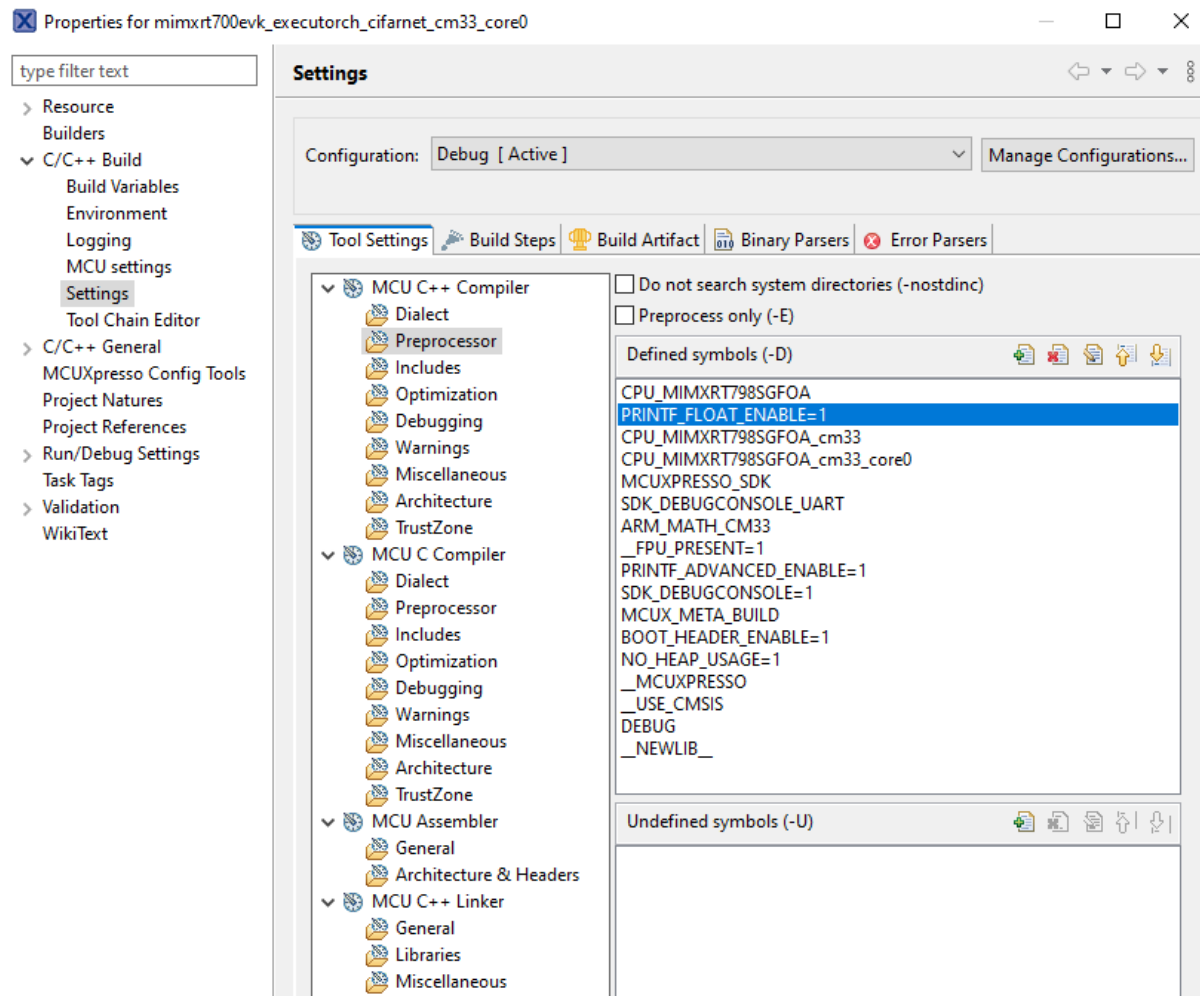 Properties for mimxrt700evk_executorch_cifarnet_cm33_core0
type filter text
Resource
Builders
C/C++ Build
Build Variables
Environment
Logging
MCU settings
Settings
Tool Chain Editor
C/C++ General
MCUXpresso Config Tools
Project Natures
Project References
Run/Debug Settings
Task Tags
Validation
WikiText
Settings
Configuration:
Debug [ Active ]
Manage Configurations...
Tool Settings
Build Steps
Build Artifact
Binary Parsers
Error Parsers
MCU C++ Compiler
Dialect
Preprocessor
Includes
Optimization
Debugging
Warnings
Miscellaneous
Architecture
TrustZone
MCU C Compiler
Dialect
Preprocessor
Includes
Optimization
Debugging
Warnings
Miscellaneous
Architecture
TrustZone
MCU Assembler
General
Architecture & Headers
MCU C++ Linker
General
Libraries
Miscellaneous
Do not search system directories (-nostdinc)
Preprocess only (-E)
Defined symbols (-D)
CPU_MIMXRT798SGFOA
PRINTF_FLOAT_ENABLE=1
CPU_MIMXRT798SGFOA_cm33
CPU_MIMXRT798SGFOA_cm33_core0
MCUXPRESSO_SDK
SDK_DEBUGCONSOLE_UART
ARM_MATH_CM33
__FPU_PRESENT=1
PRINTF_ADVANCED_ENABLE=1
SDK_DEBUGCONSOLE=1
MCUX_META_BUILD
BOOT_HEADER_ENABLE=1
NO_HEAP_USAGE=1
__MCUXPRESSO
__USE_CMSIS
DEBUG
__NEWLIB__
Undefined symbols (-U)